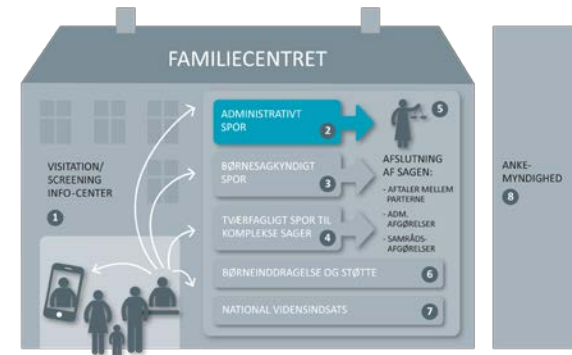 FAMILIECENTRET
VISITATION/
SCREENING
INFO-CENTER
1
ADMINISTRATIVT
SPOR
2
BØRNESAGKYNDIGT
SPOR
3
TVÆRFAGLIGT SPOR TIL
KOMPLEKSE SAGER
4
5
AFSLUTNING
AF SAGEN:
- AFTALER MELLEM
PARTERNE
- ADM.
AFGØRELSER
- SAMRÅDS-
AFGØRELSER
BØRNEINDDRAGELSE OG STØTTE
6
NATIONAL VIDENSINDSATS
7
ANKE-
MYNDIGHED
8